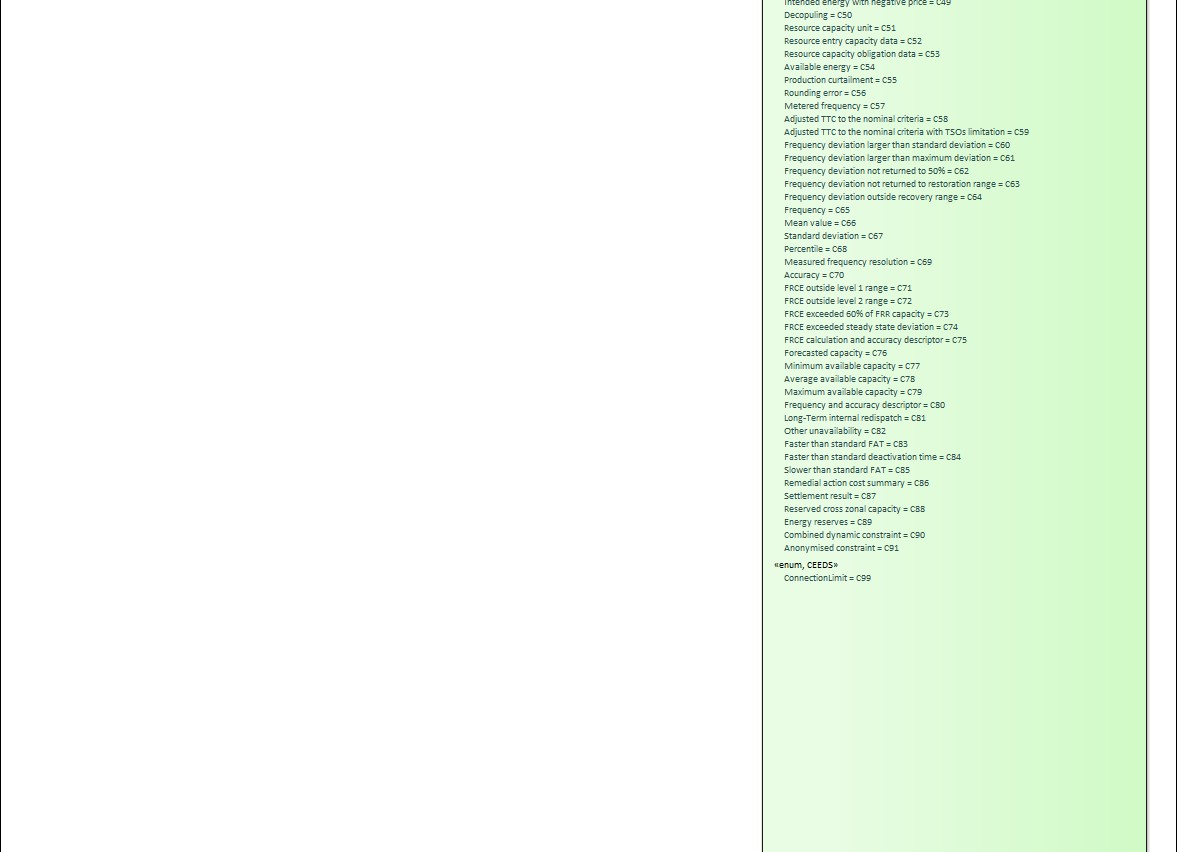 Intended energy with negative price = C49
Decopuling = C50
Resource capacity unit = C51
Resource entry capacity data = C52
Resource capacity obligation data = C53
Available energy = C54
Production curtailment = C55
Rounding error = C56
Metered frequency = C57
Adjusted TTC to the nominal criteria = C58
Adjusted TTC to the nominal criteria with TSOs limitation = C59
Frequency deviation larger than standard deviation = C60
Frequency deviation larger than maximum deviation = C61
Frequency deviation not returned to 50% = C62
Frequency deviation not returned to restoration range = C63
Frequency deviation outside recovery range = C64
Frequency = C65
Mean value = C66
Standard deviation = C67
Percentile = C68
Measured frequency resolution = C69
Accuracy = C70
FRCE outside level 1 range = C71
FRCE outside level 2 range = C72
FRCE exceeded 60% of FRR capacity = C73
FRCE exceeded steady state deviation = C74
FRCE calculation and accuracy descriptor = C75
Forecasted capacity = C76
Minimum available capacity = C77
Average available capacity = C78
Maximum available capacity = C79
Frequency and accuracy descriptor = C80
Long-Term internal redispatch = C81
Other unavailability = C82
Faster than standard FAT = C83
Faster than standard deactivation time = C84
Slower than standard FAT = C85
Remedial action cost summary = C86
Settlement result = C87
Reserved cross zonal capacity = C88
Energy reserves = C89
Combined dynamic constraint = C90
Anonymised constraint = C91
«enum, CEEDS»
ConnectionLimit = C99